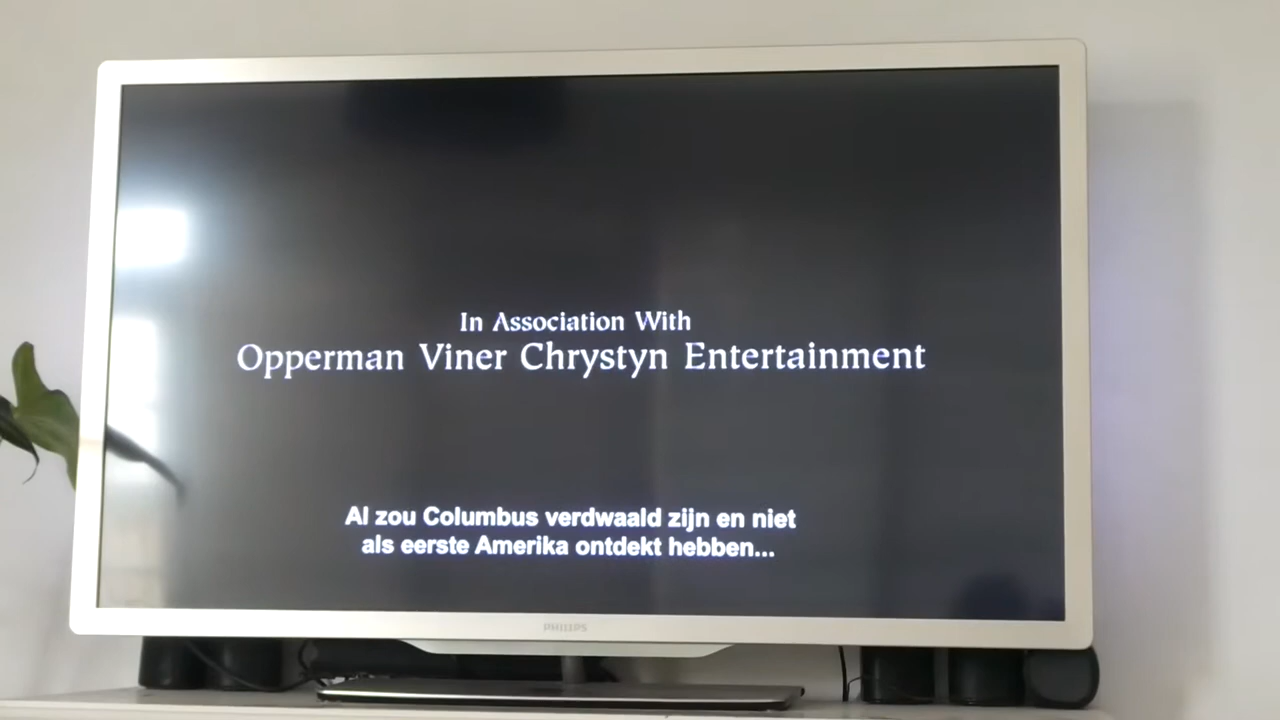 In Association With
Opperman Viner Chrystyn Entertainment
Al zou Columbus verdwaald zijn en niet
als eerste Amerika ontdekt hebben...
PHILIPS